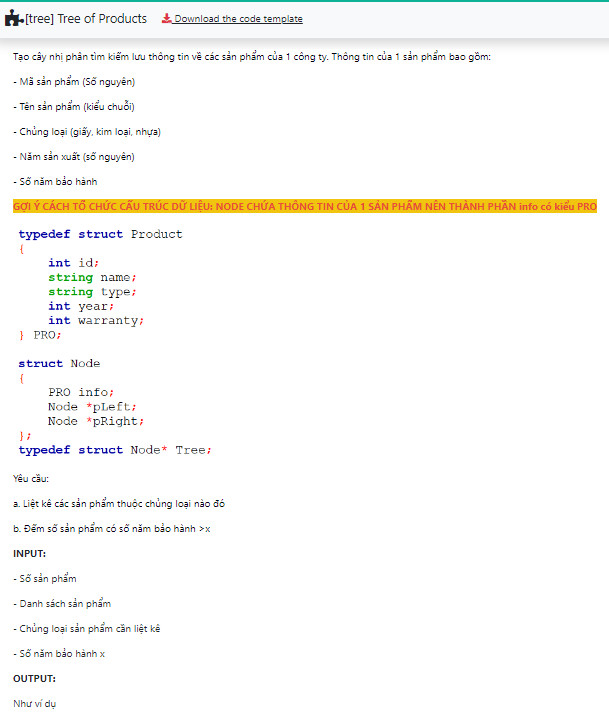 [tree] Tree of Products Download the code template
Tạo cây nhị phân tìm kiếm lưu thông tin về các sản phẩm của 1 công ty. Thông tin của 1 sản phẩm bao gồm:
- Mã sản phẩm (Số nguyên)
- Tên sản phẩm (kiểu chuỗi)
- Chủng loại (giấy, kim loại, nhựa)
- Năm sản xuất (số nguyên)
- Số năm bảo hành
GỢI Ý CÁCH TỔ CHỨC CẤU TRÚC DỮ LIỆU: NODE CHỨA THÔNG TIN CỦA 1 SẢN PHẨM NÊN THÀNH PHẦN info có kiểu PRO
typedef struct Product
{
int id;
string name;
string type;
int year;
int warranty;
} PRO;
struct Node
{
PRO info;
Node *pLeft;
Node *pRight;
};
typedef struct Node* Tree;
Yêu cầu:
a. Liệt kê các sản phẩm thuộc chủng loại nào đó
b. Đếm số sản phẩm có số năm bảo hành >x
INPUT:
- Số sản phẩm
- Danh sách sản phẩm
- Chủng loại sản phẩm cần liệt kê
- Số năm bảo hành x
OUTPUT:
Như ví dụ